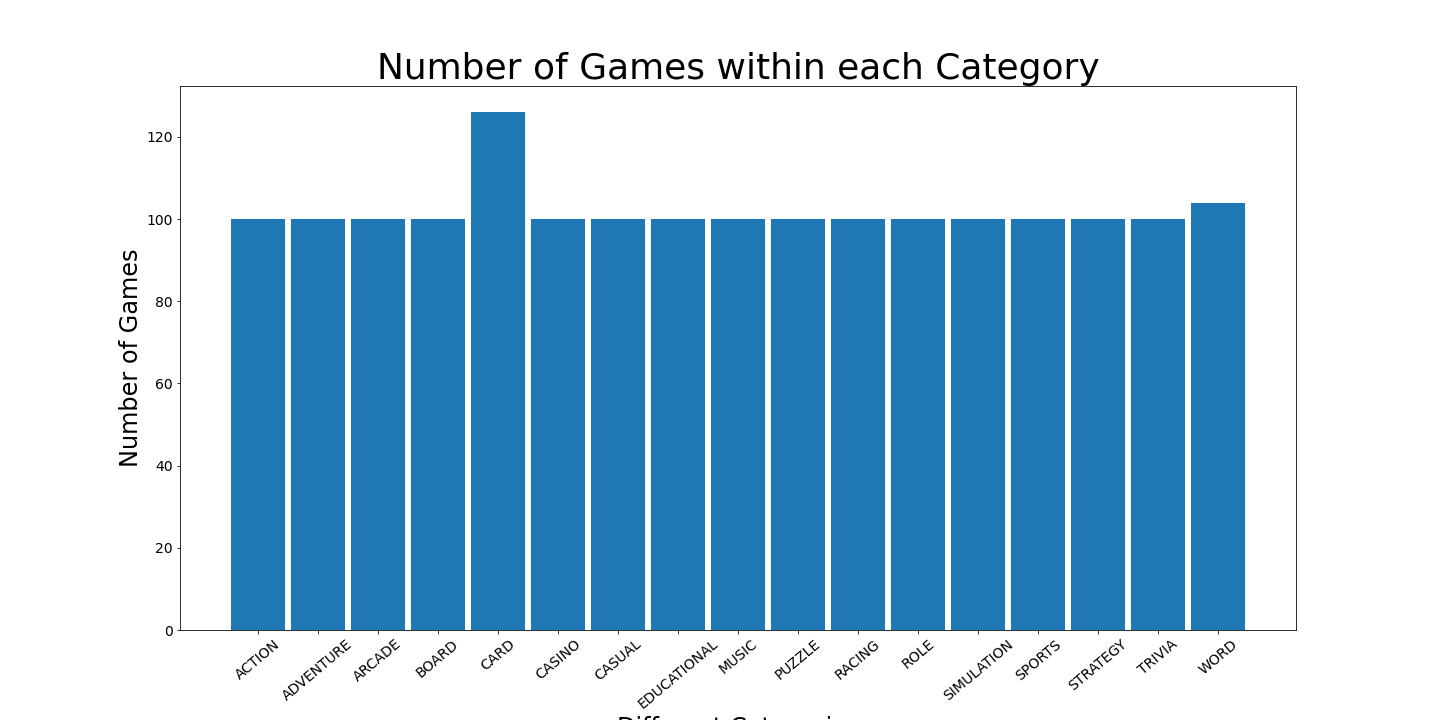 Number of Games within each Category
Number of Games
120
100
80
60
40
20
0
ACTION
ADVENTURE
ARCADE
BOARD
CARD
CASINO
CASUAL
EDUCATIONAL
MUSIC
PUZZLE
RACING
ROLE
SIMULATION
SPORTS
STRATEGY
TRIVIA
WORD